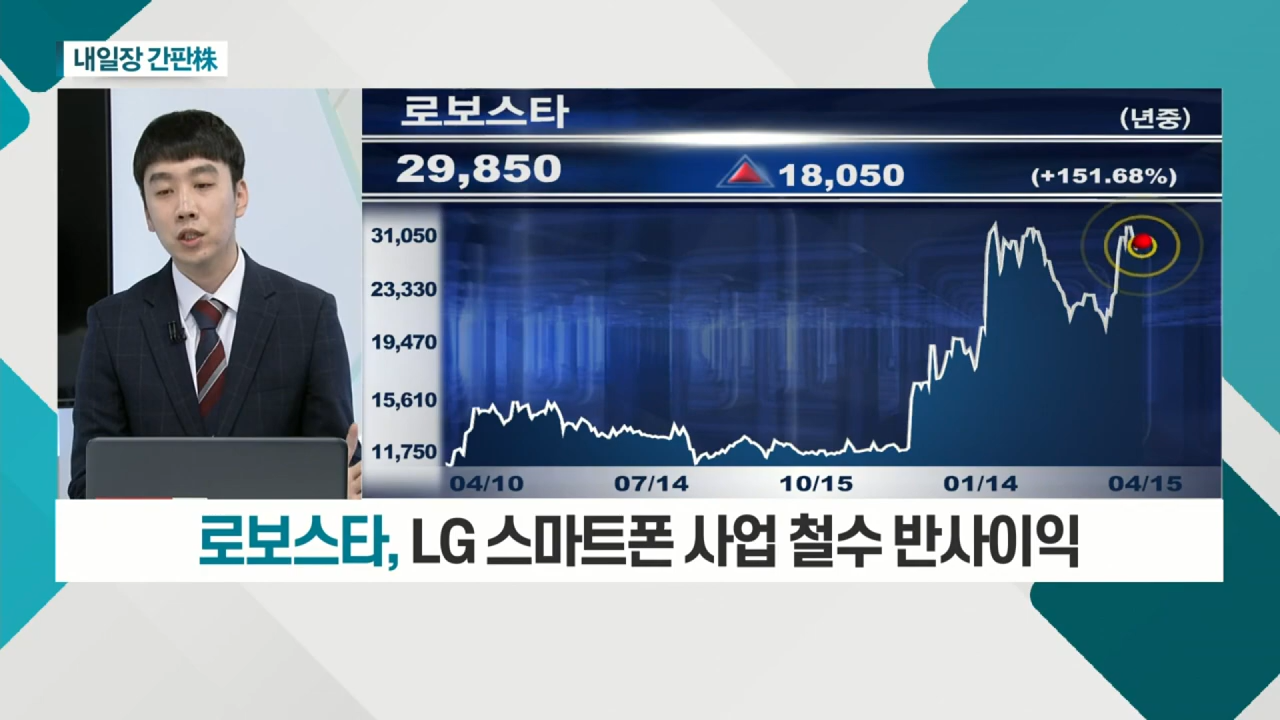 내일장 간판株
로보스타
(년중)
29,850 ▲ 18,050 (+151.68%)
31,050
23,330
19,470
15,610
11,750
04/10 07/14 10/15 01/14 04/15
로보스타, LG 스마트폰 사업 철수 반사이익